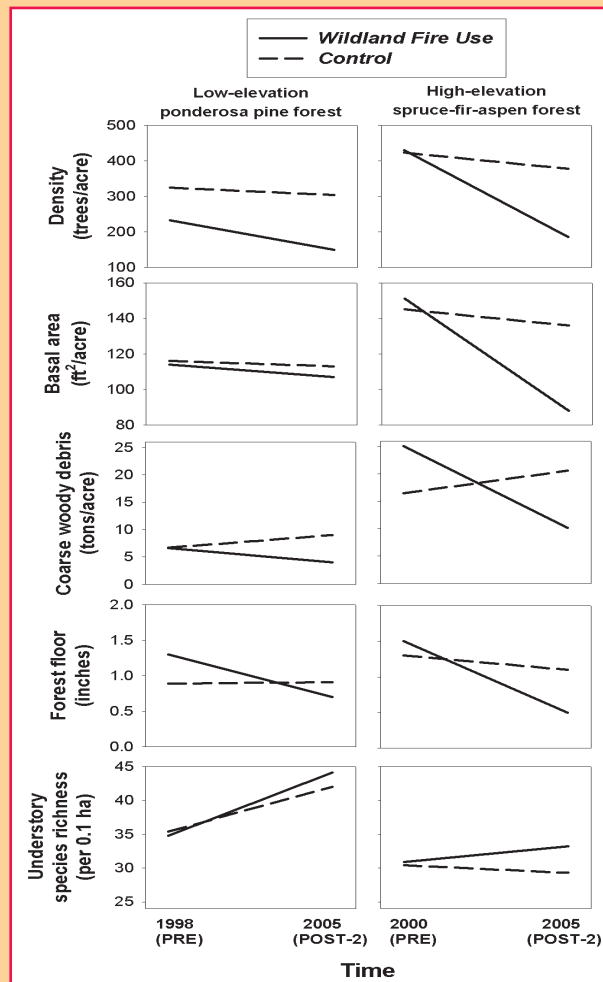 Wildland Fire Use
Control
Low-elevation
ponderosa pine forest
High-elevation
spruce-fir-aspen forest
Density
(trees/acre)
500
400
300
200
100
Basal area
(ft²/acre)
160
140
120
100
80
Coarse woody debris
(tons/acre)
25
20
15
10
5
0
Forest floor
(inches)
2.0
1.5
1.0
0.5
0.0
Understory
species richness
(per 0.1 ha)
45
40
35
30
25
1998
(PRE)
2005
(POST-2)
2000
(PRE)
2005
(POST-2)
Time